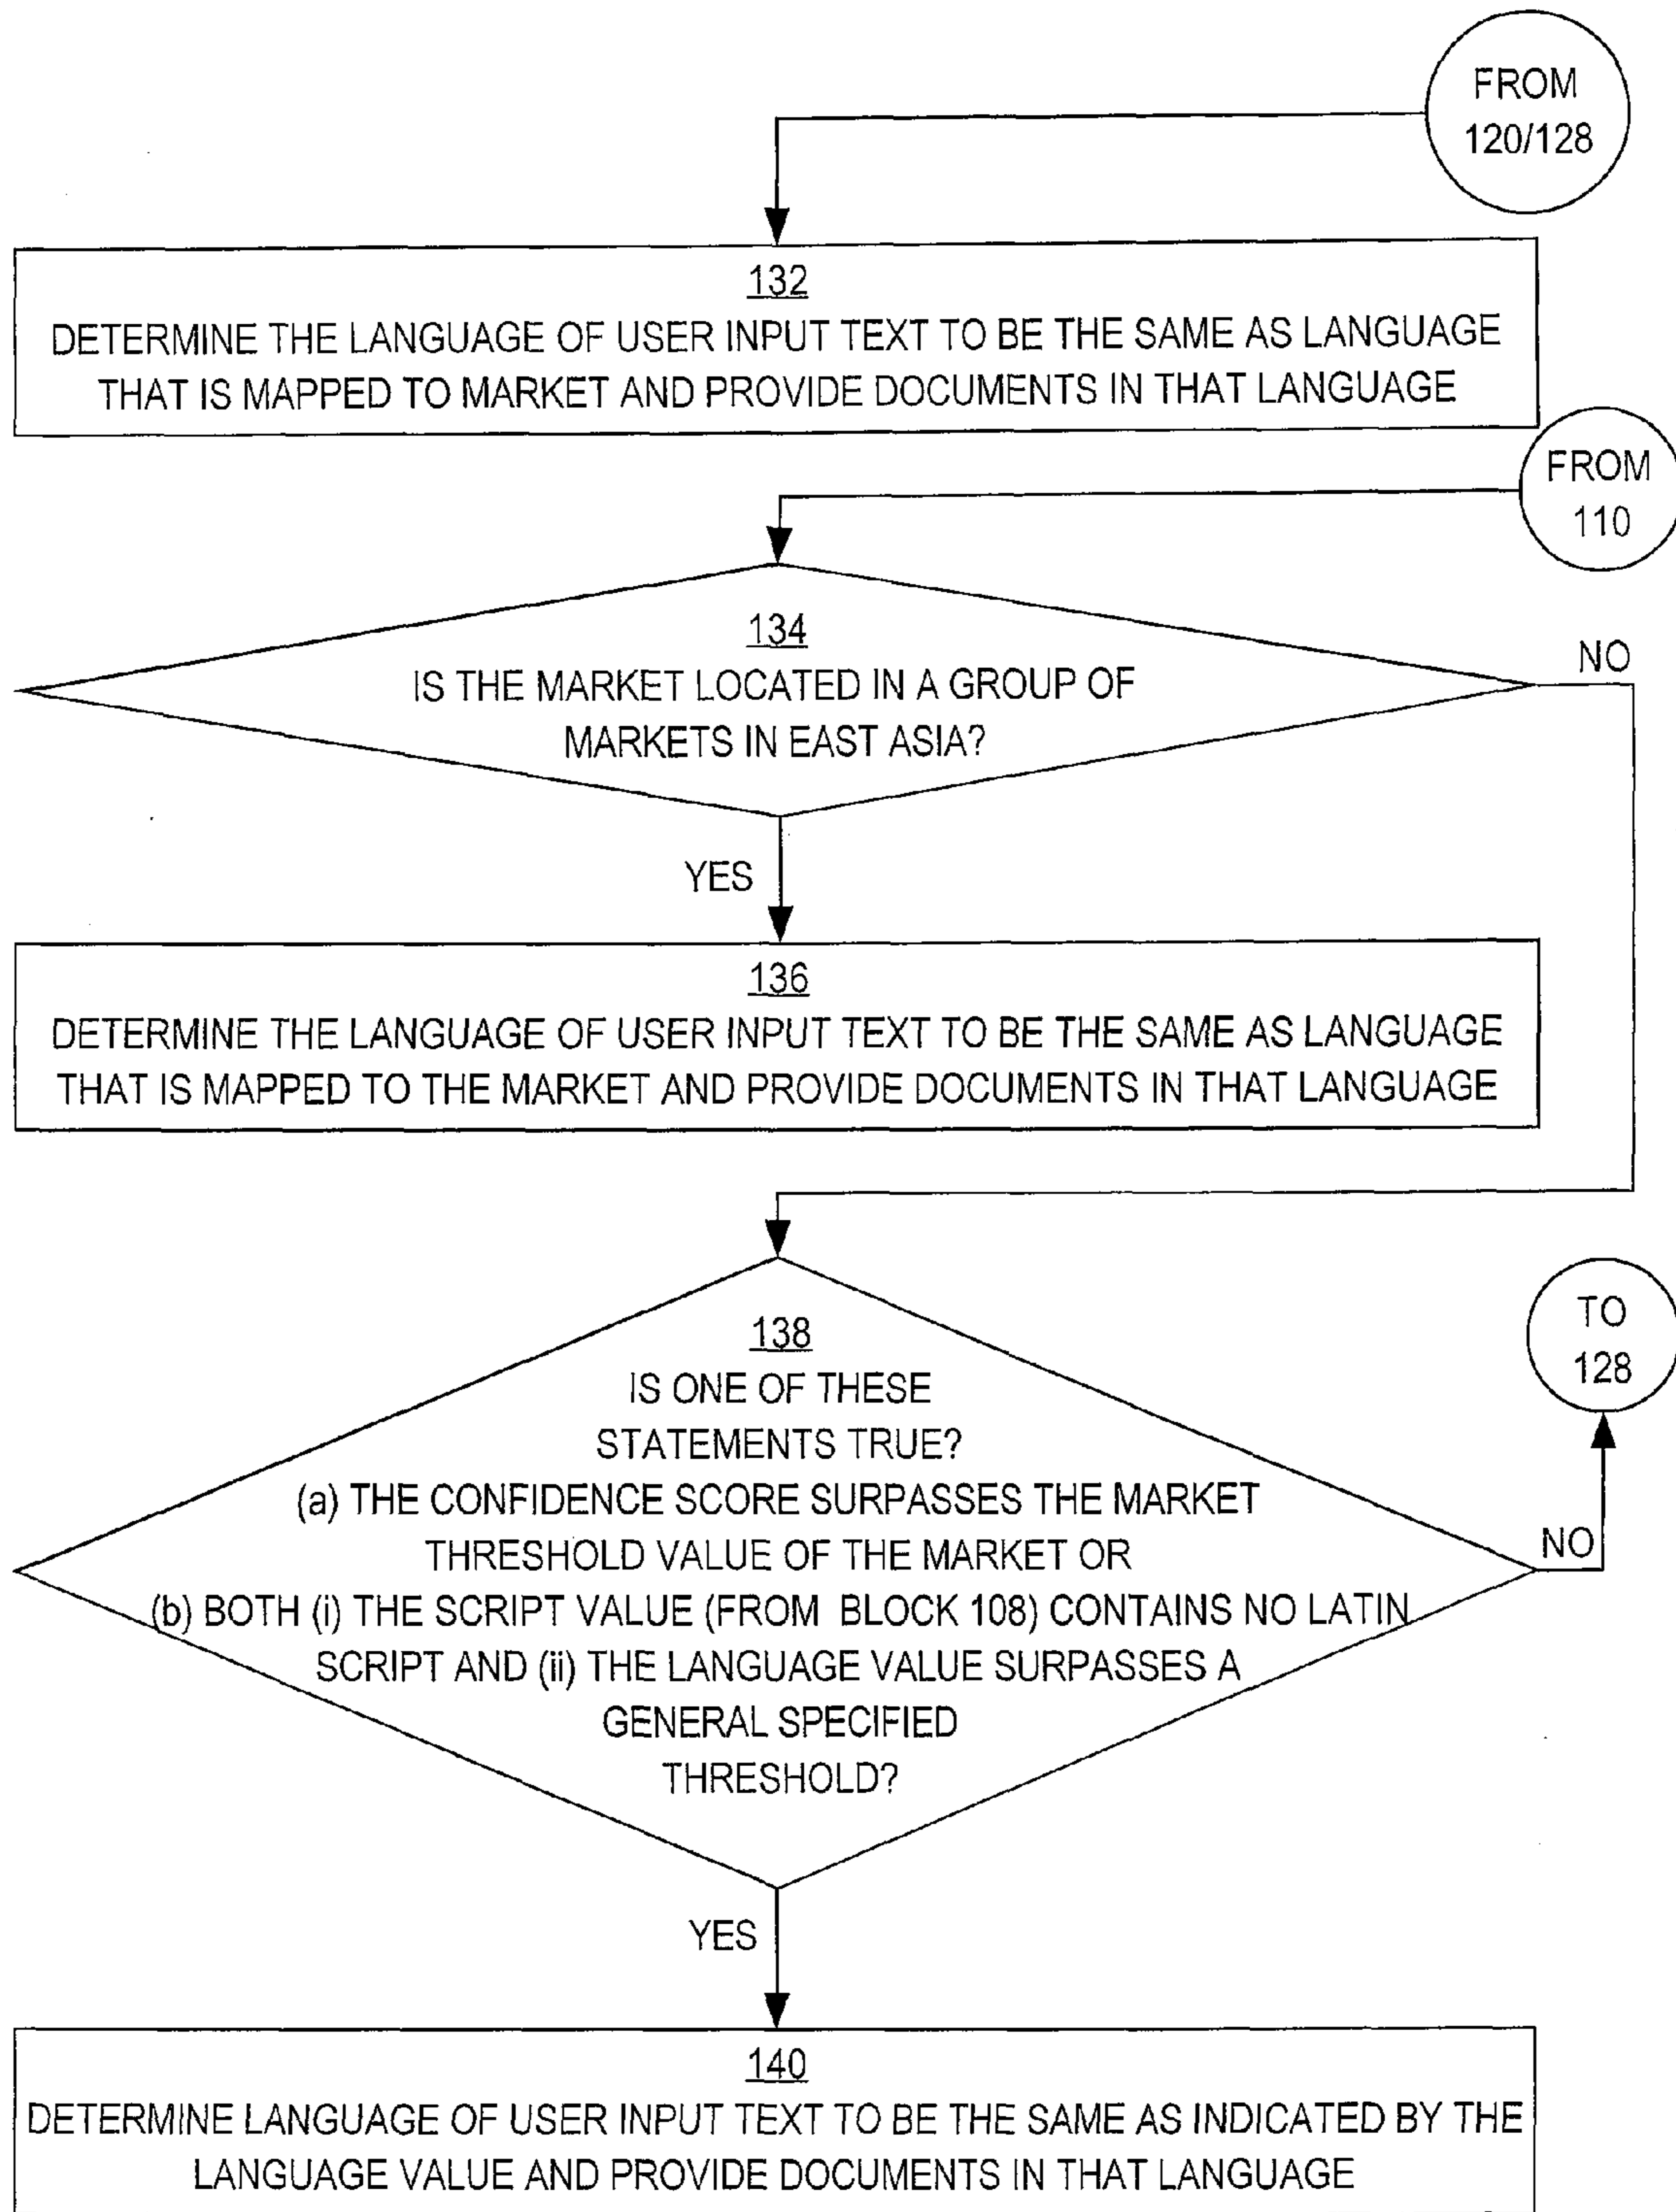 FROM
120/128
132
DETERMINE THE LANGUAGE OF USER INPUT TEXT TO BE THE SAME AS LANGUAGE
THAT IS MAPPED TO MARKET AND PROVIDE DOCUMENTS IN THAT LANGUAGE
FROM
110
134
IS THE MARKET LOCATED IN A GROUP OF
MARKETS IN EAST ASIA?
NO
YES
136
DETERMINE THE LANGUAGE OF USER INPUT TEXT TO BE THE SAME AS LANGUAGE
THAT IS MAPPED TO THE MARKET AND PROVIDE DOCUMENTS IN THAT LANGUAGE
138
IS ONE OF THESE
STATEMENTS TRUE?
(a) THE CONFIDENCE SCORE SURPASSES THE MARKET
THRESHOLD VALUE OF THE MARKET OR
(b) BOTH (i) THE SCRIPT VALUE (FROM BLOCK 108) CONTAINS NO LATIN
SCRIPT AND (ii) THE LANGUAGE VALUE SURPASSES A
GENERAL SPECIFIED
THRESHOLD?
TO
128
NO
YES
140
DETERMINE LANGUAGE OF USER INPUT TEXT TO BE THE SAME AS INDICATED BY THE
LANGUAGE VALUE AND PROVIDE DOCUMENTS IN THAT LANGUAGE